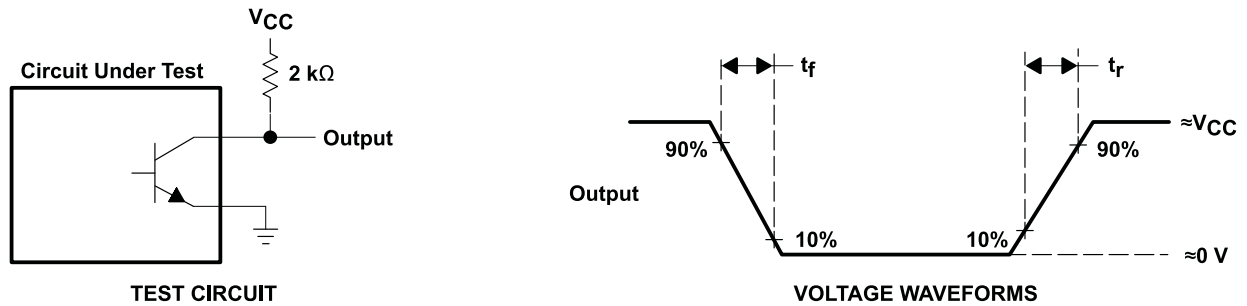 VCC
Circuit Under Test
2 kΩ
Output
TEST CIRCUIT
tf
tr
≈VCC
90%
90%
Output
10%
10%
≈0 V
VOLTAGE WAVEFORMS